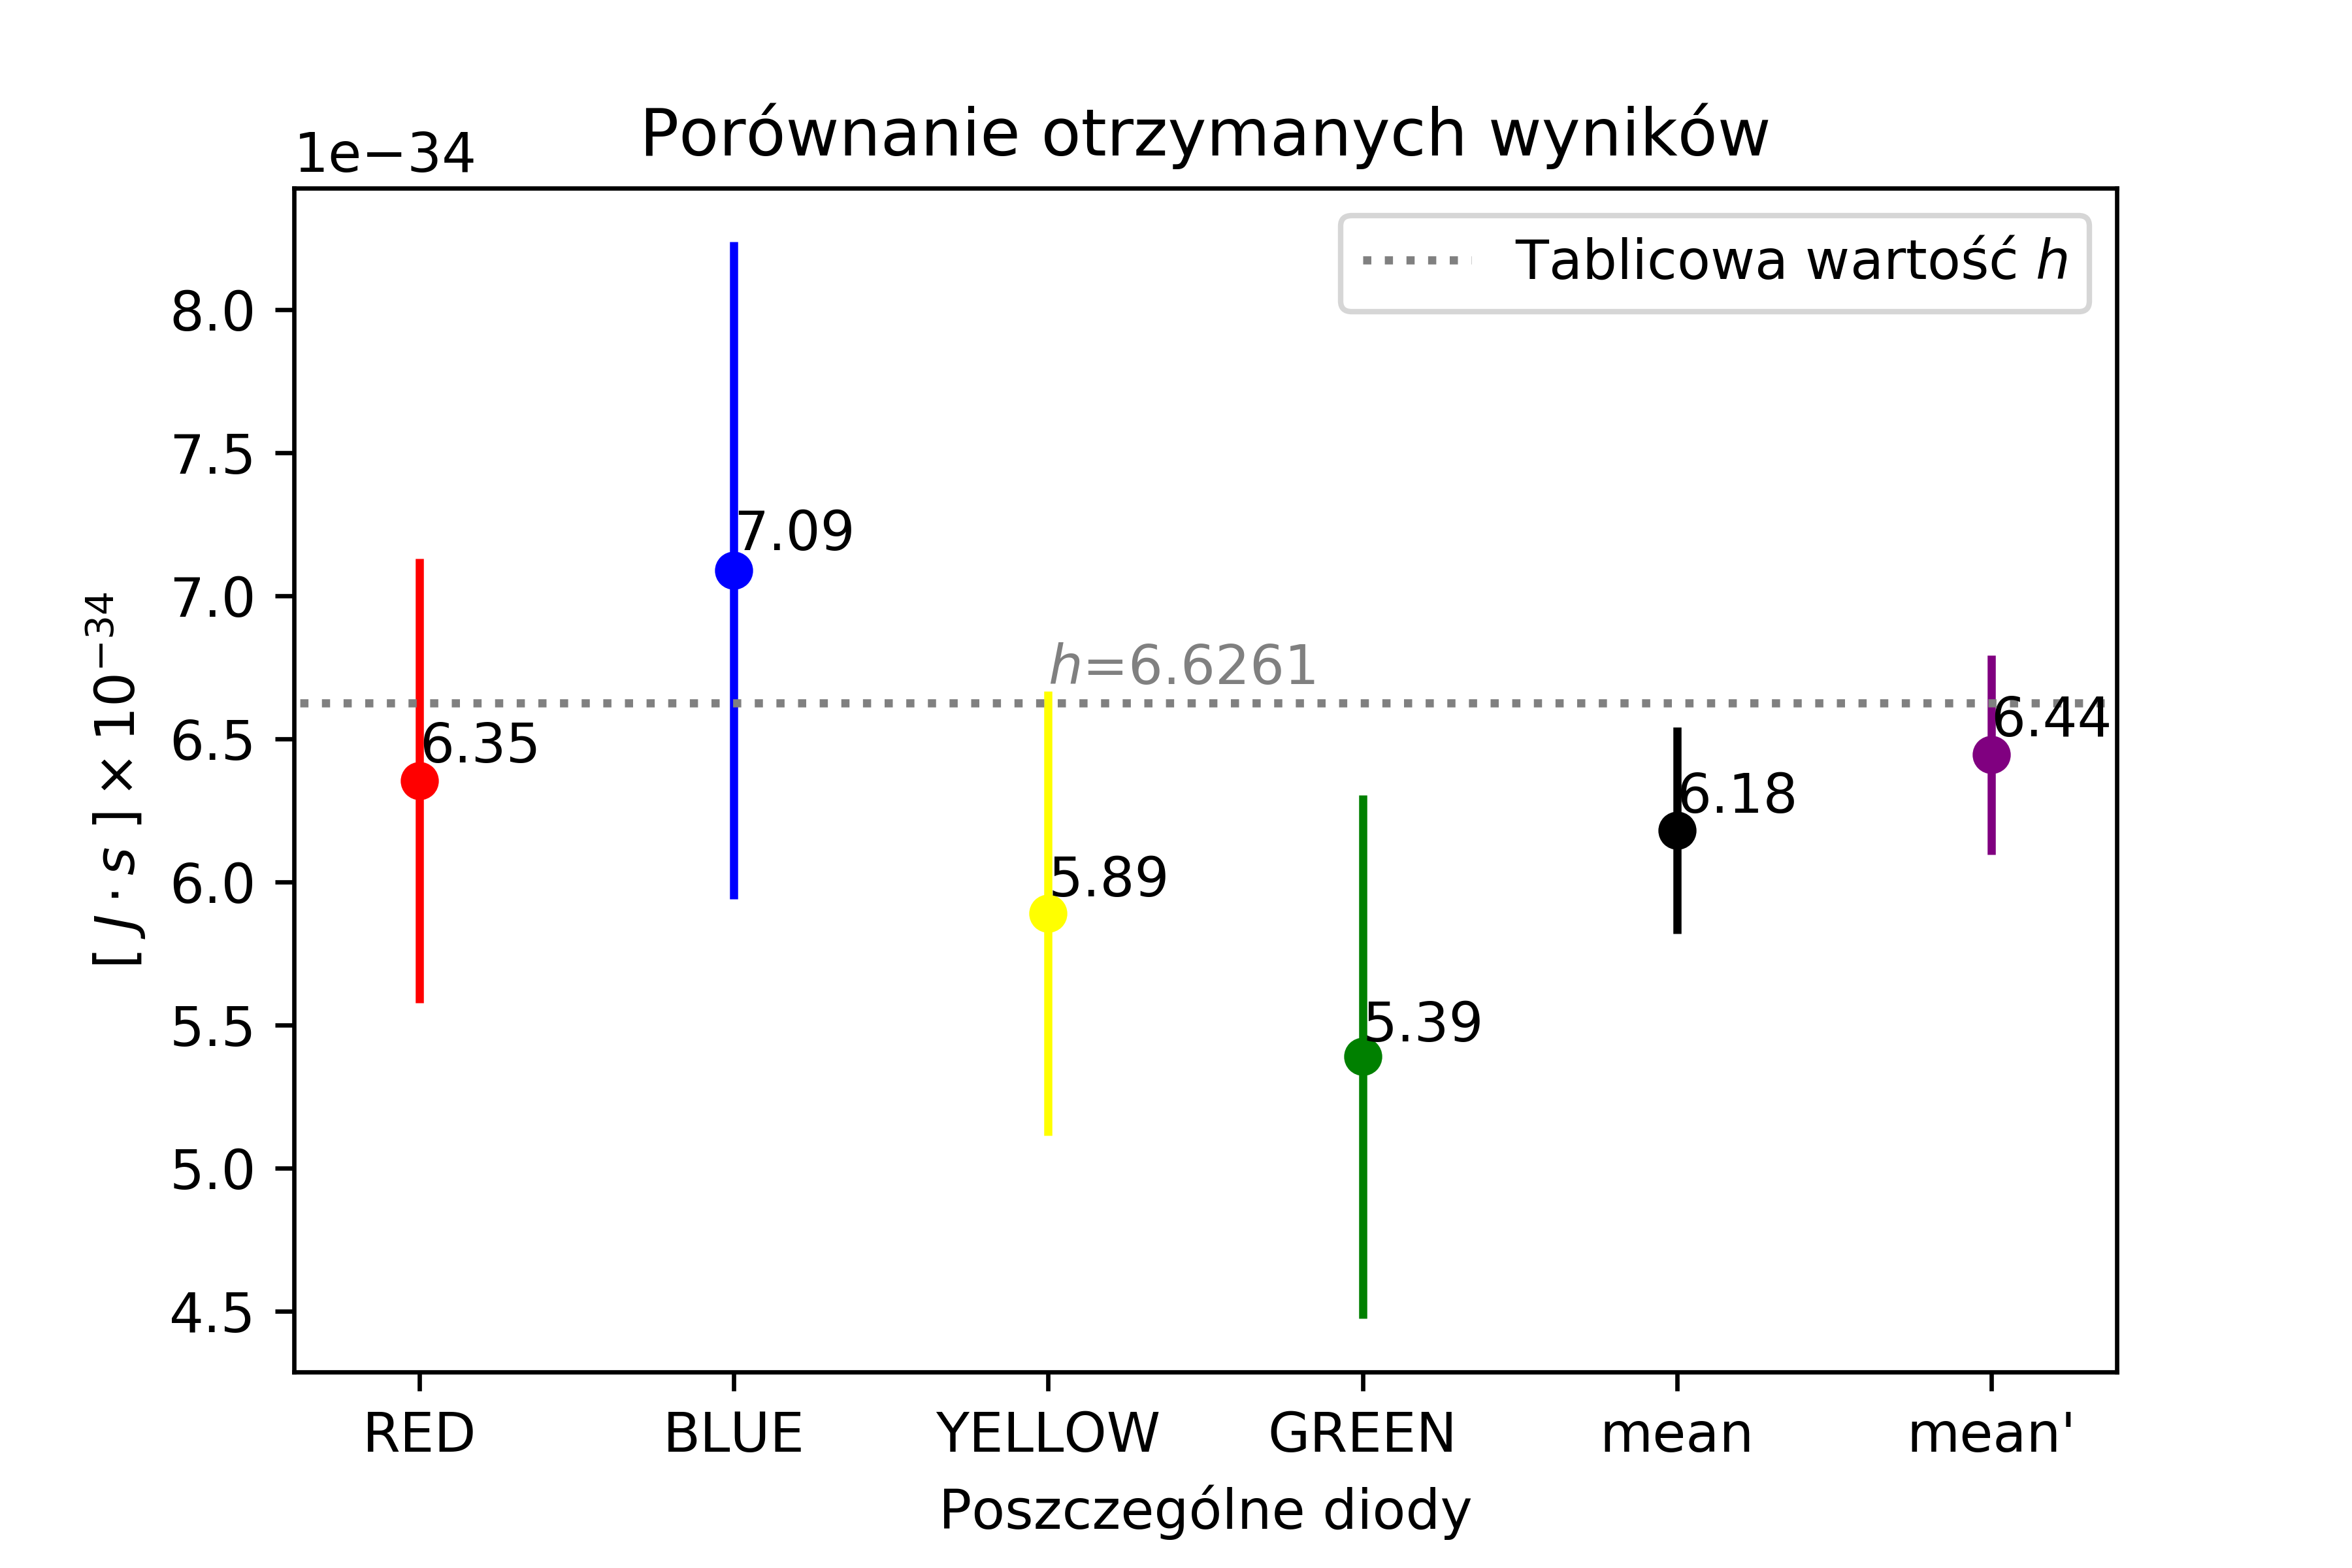 Porównanie otrzymanych wyników
1e−34
Tablicowa wartość h
8.0
7.5
7.0
6.5
6.0
5.5
5.0
4.5
[ J · s ] × 10⁻³⁴
6.35
7.09
h=6.6261
5.89
5.39
6.18
6.44
RED BLUE YELLOW GREEN mean mean'
Poszczególne diody